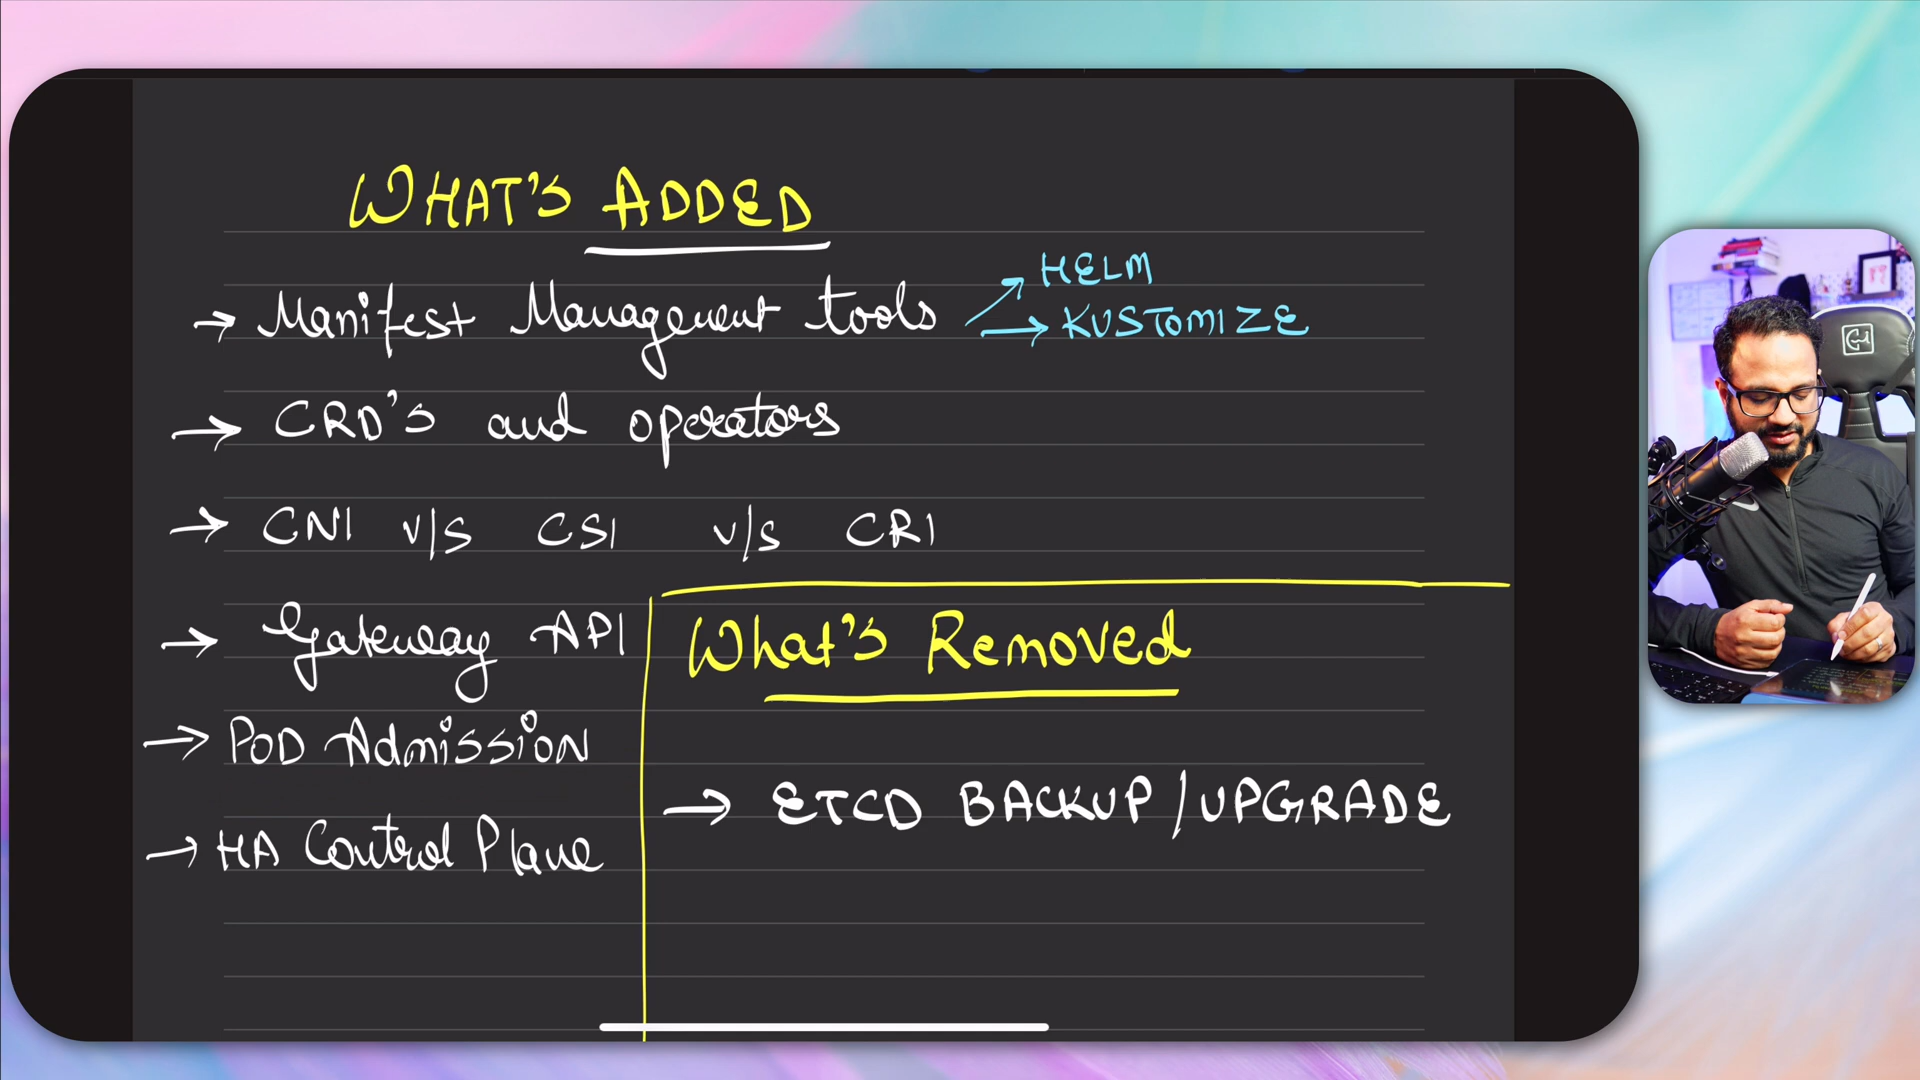 WHAT'S ADDED
→ Manifest Management tools
HELM
→ KUSTOMIZE
→ CRD'S and operators
→ CNI v/s CSI v/s CRI
→ Gateway API
→ POD Admission
→ HA Control Plane
What's Removed
→ ETCD BACKUP/UPGRADE